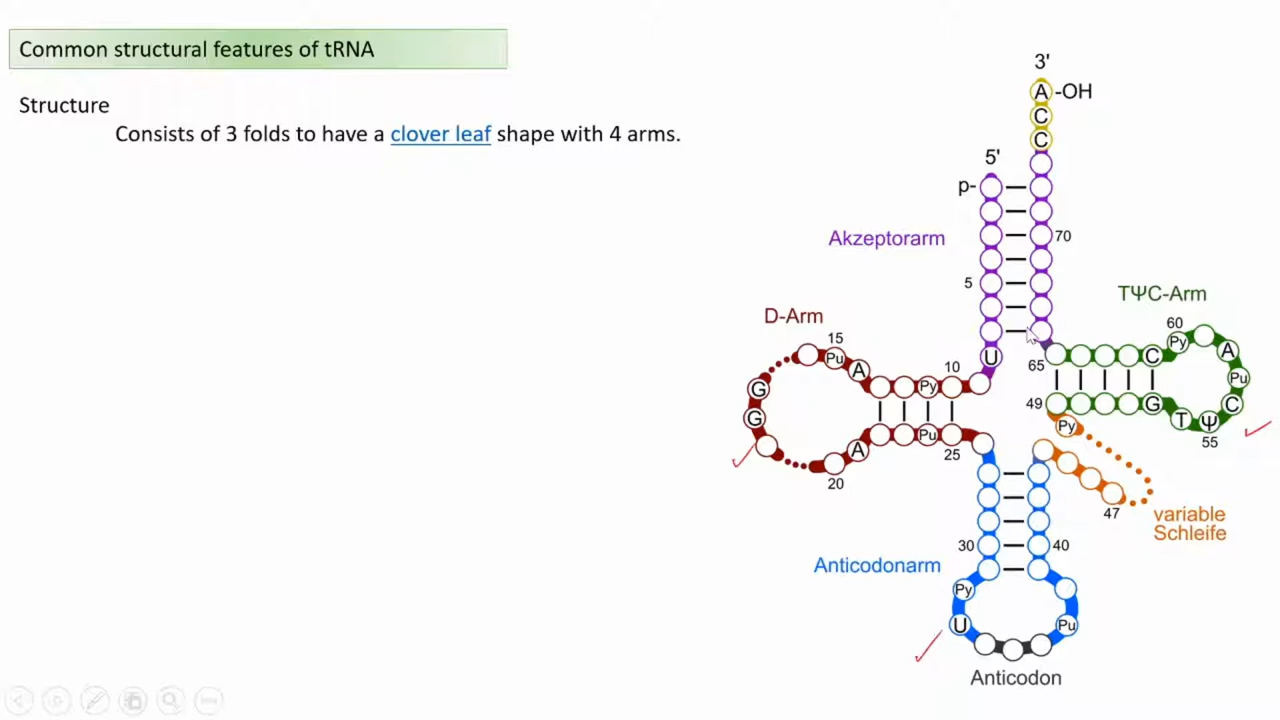 Common structural features of tRNA
Structure
Consists of 3 folds to have a clover leaf shape with 4 arms.
3'
A -OH
C
C
5'
p-
Akzeptorarm
70
5
TΨC-Arm
D-Arm
60
15
Py
Pu
A
U
C
A
10
65
Py
Pu
G
49
G
T
Ψ
C
55
G
Py
A
Pu
25
20
47
variable
Schleife
30
40
Anticodonarm
Py
U
Pu
Anticodon